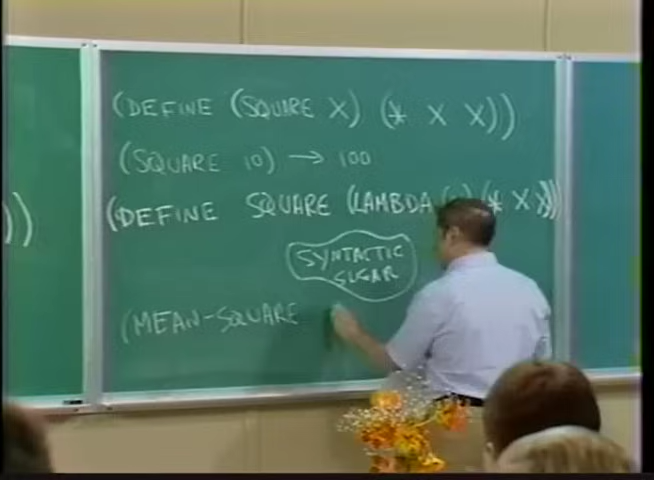 ))
(DEFINE (SQUARE X) (* X X))
(SQUARE 10) → 100
(DEFINE SQUARE (LAMBDA (* X X)))
SYNTACTIC
SUGAR
(MEAN-SQUARE